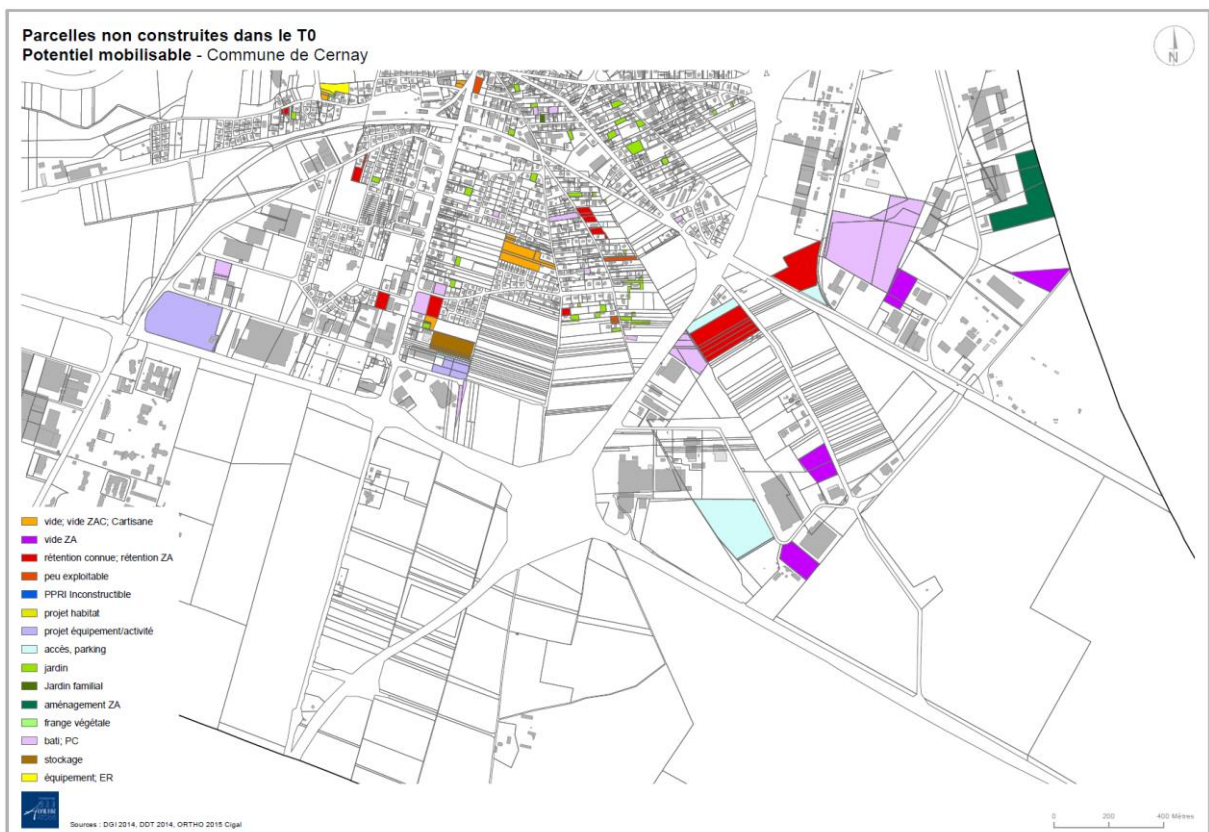 Parcelles non construites dans le T0
Potentiel mobilisable - Commune de Cernay
N
vide; vide ZAC; Cartisane
vide ZA
rétention connue; rétention ZA
peu exploitable
PPRI Inconstructible
projet habitat
projet équipement/activité
accès, parking
jardin
Jardin familial
aménagement ZA
frange végétale
bati; PC
stockage
équipement; ER
Sources : DGI 2014, DDT 2014, ORTHO 2015 Cigal
0 200 400 Mètres